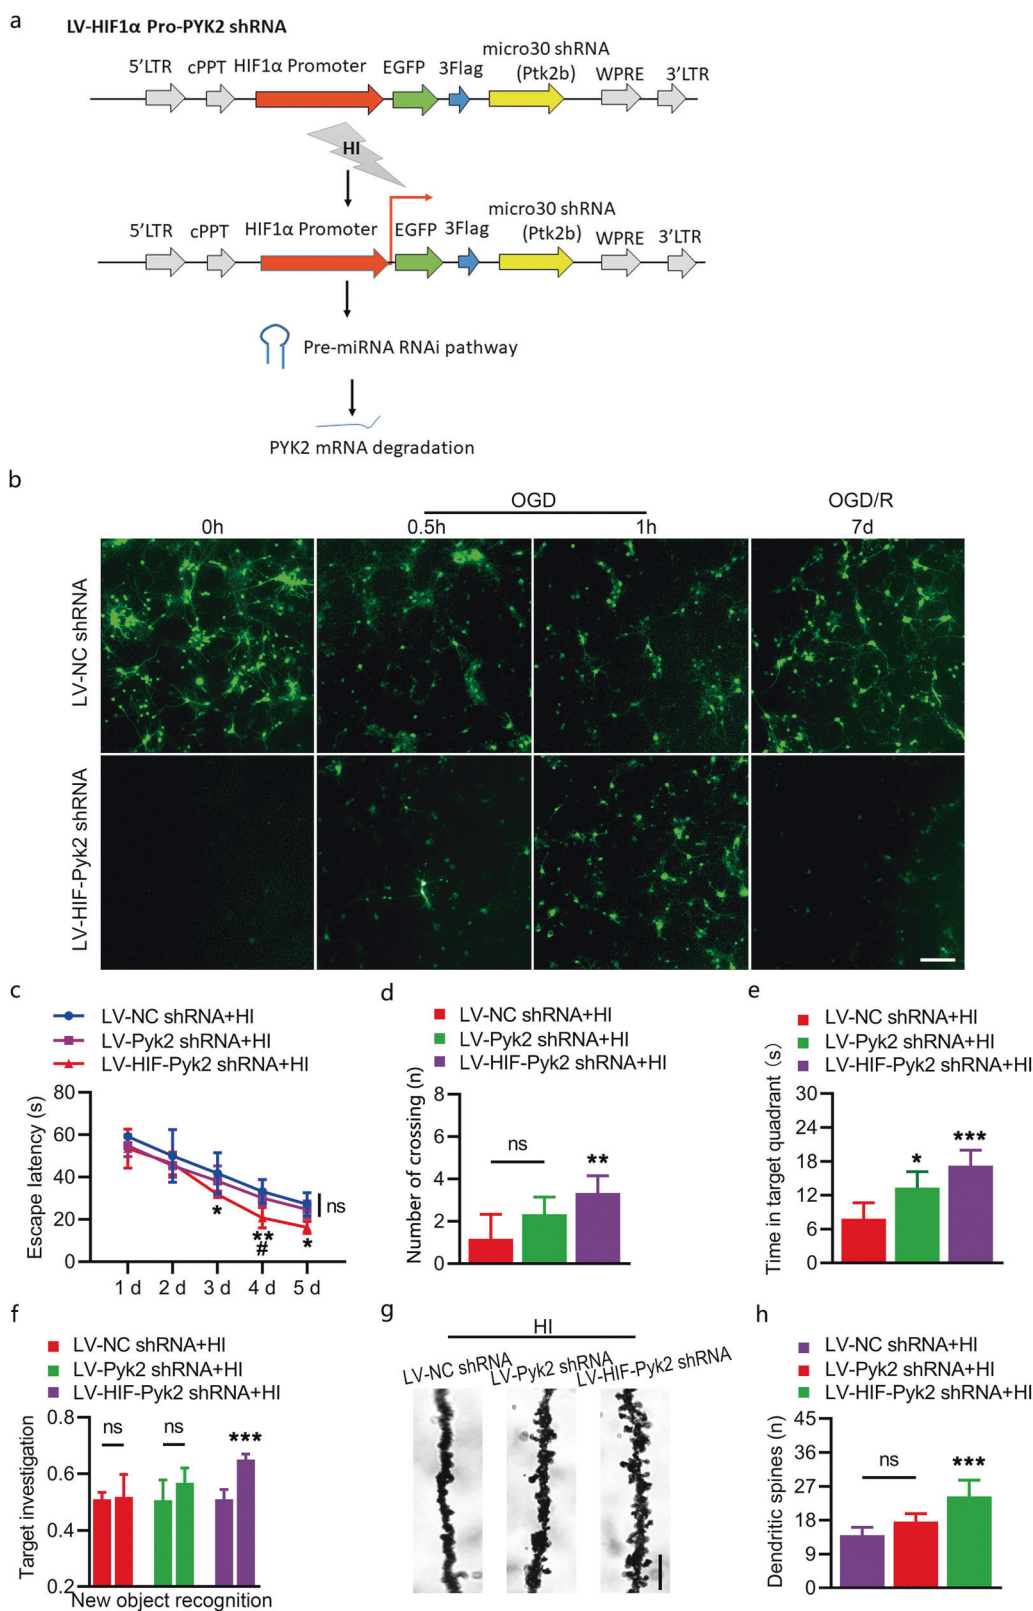 a
LV-HIF1α Pro-PYK2 shRNA
micro30 shRNA
5'LTR cPPT HIF1α Promoter EGFP 3Flag (Ptk2b) WPRE 3'LTR
HI
micro30 shRNA
5'LTR cPPT HIF1α Promoter EGFP 3Flag (Ptk2b) WPRE 3'LTR
Pre-miRNA RNAi pathway
PYK2 mRNA degradation
b
OGD OGD/R
0h 0.5h 1h 7d
LV-NC shRNA
LV-HIF-Pyk2 shRNA
c
LV-NC shRNA+HI
LV-Pyk2 shRNA+HI
LV-HIF-Pyk2 shRNA+HI
Escape latency (s)
80
60
40
20
0
ns
*
**
#
*
1 d 2 d 3 d 4 d 5 d
d
LV-NC shRNA+HI
LV-Pyk2 shRNA+HI
LV-HIF-Pyk2 shRNA+HI
Number of crossing (n)
8
6
4
2
0
ns
**
e
LV-NC shRNA+HI
LV-Pyk2 shRNA+HI
LV-HIF-Pyk2 shRNA+HI
Time in target quadrant (s)
30
24
18
12
6
0
*
***
f
LV-NC shRNA+HI
LV-Pyk2 shRNA+HI
LV-HIF-Pyk2 shRNA+HI
Target investigation
0.8
0.6
0.4
0.2
ns ns ***
New object recognition
g
HI
LV-NC shRNA LV-Pyk2 shRNA LV-HIF-Pyk2 shRNA
h
LV-NC shRNA+HI
LV-Pyk2 shRNA+HI
LV-HIF-Pyk2 shRNA+HI
Dendritic spines (n)
45
36
27
18
9
0
ns
***